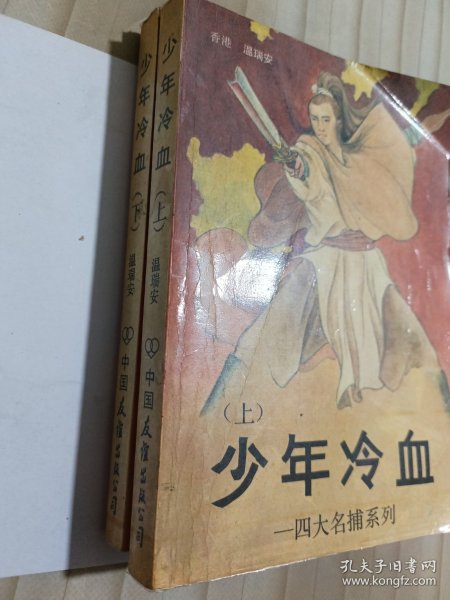 少年冷血(下)
温瑞安
中国友谊出版公司
少年冷血(上)
温瑞安
中国友谊出版公司
香港 温瑞安
(上)
少年冷血
—四大名捕系列
孔夫子旧书网
www.kongfz.com